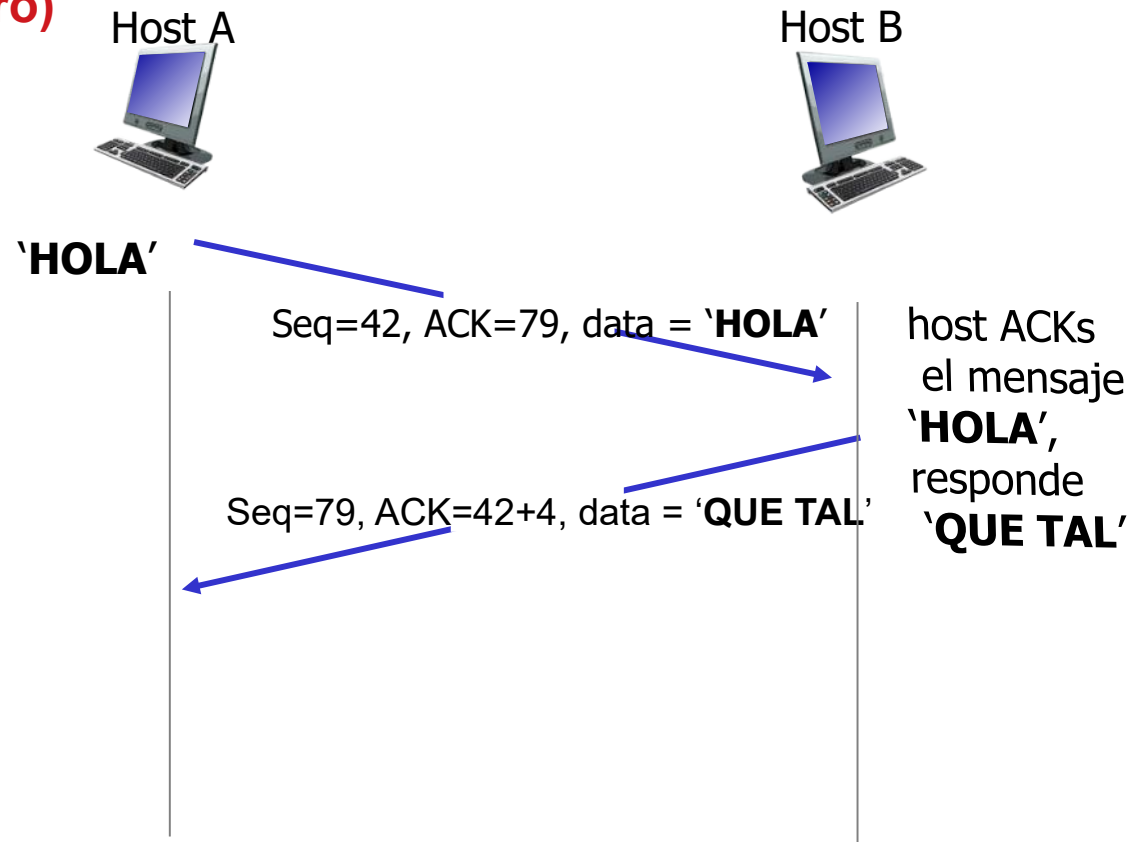 ro)
Host A
Host B
‘HOLA’
Seq=42, ACK=79, data = ‘HOLA’
host ACKs
el mensaje
‘HOLA’,
responde
‘QUE TAL’
Seq=79, ACK=42+4, data = ‘QUE TAL’